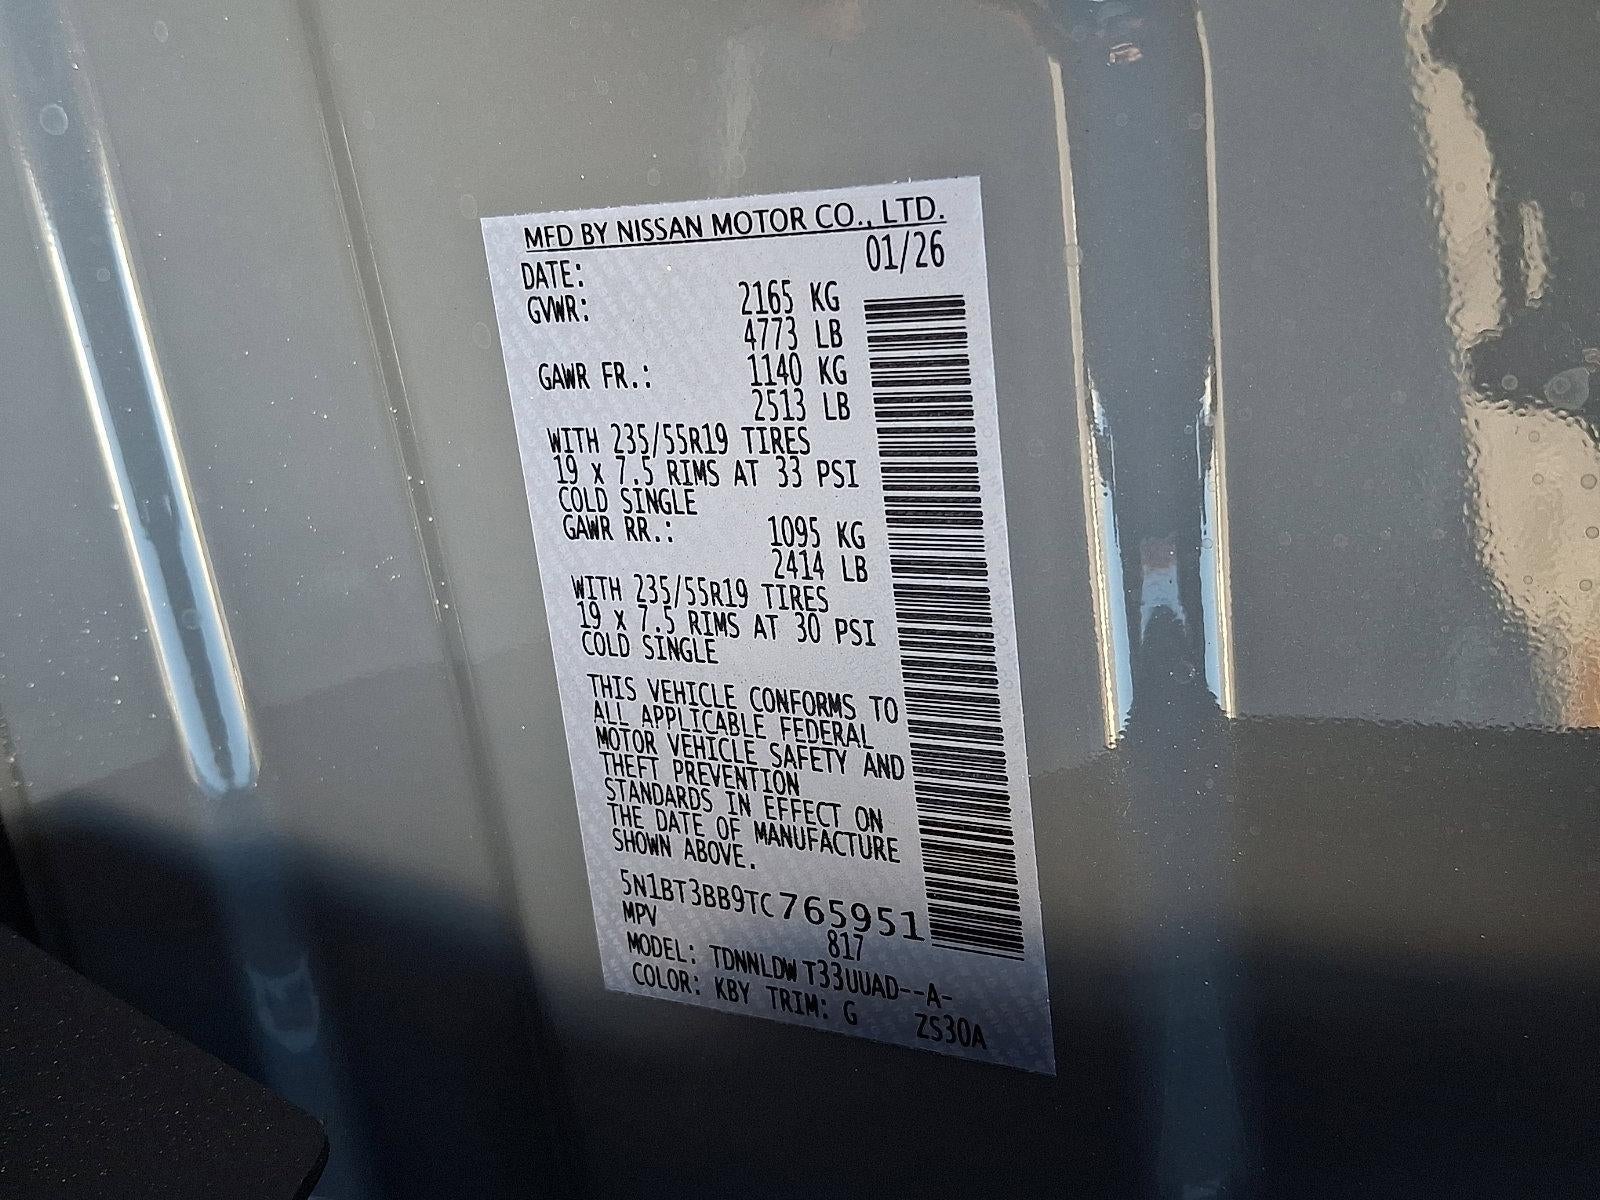 MFD BY NISSAN MOTOR CO., LTD.
DATE: 01/26
GVWR: 2165 KG
4773 LB
GAWR FR.: 1140 KG
2513 LB
WITH 235/55R19 TIRES
19 X 7.5 RIMS AT 33 PSI
COLD SINGLE
GAWR RR.: 1095 KG
2414 LB
WITH 235/55R19 TIRES
19 X 7.5 RIMS AT 30 PSI
COLD SINGLE
THIS VEHICLE CONFORMS TO
ALL APPLICABLE FEDERAL
MOTOR VEHICLE SAFETY AND
THEFT PREVENTION
STANDARDS IN EFFECT ON
THE DATE OF MANUFACTURE
SHOWN ABOVE.
5N1BT3BB9TC765951
MPV 817
MODEL: TDNNLDW T33UUAD--A-
COLOR: KBY TRIM: G ZS30A